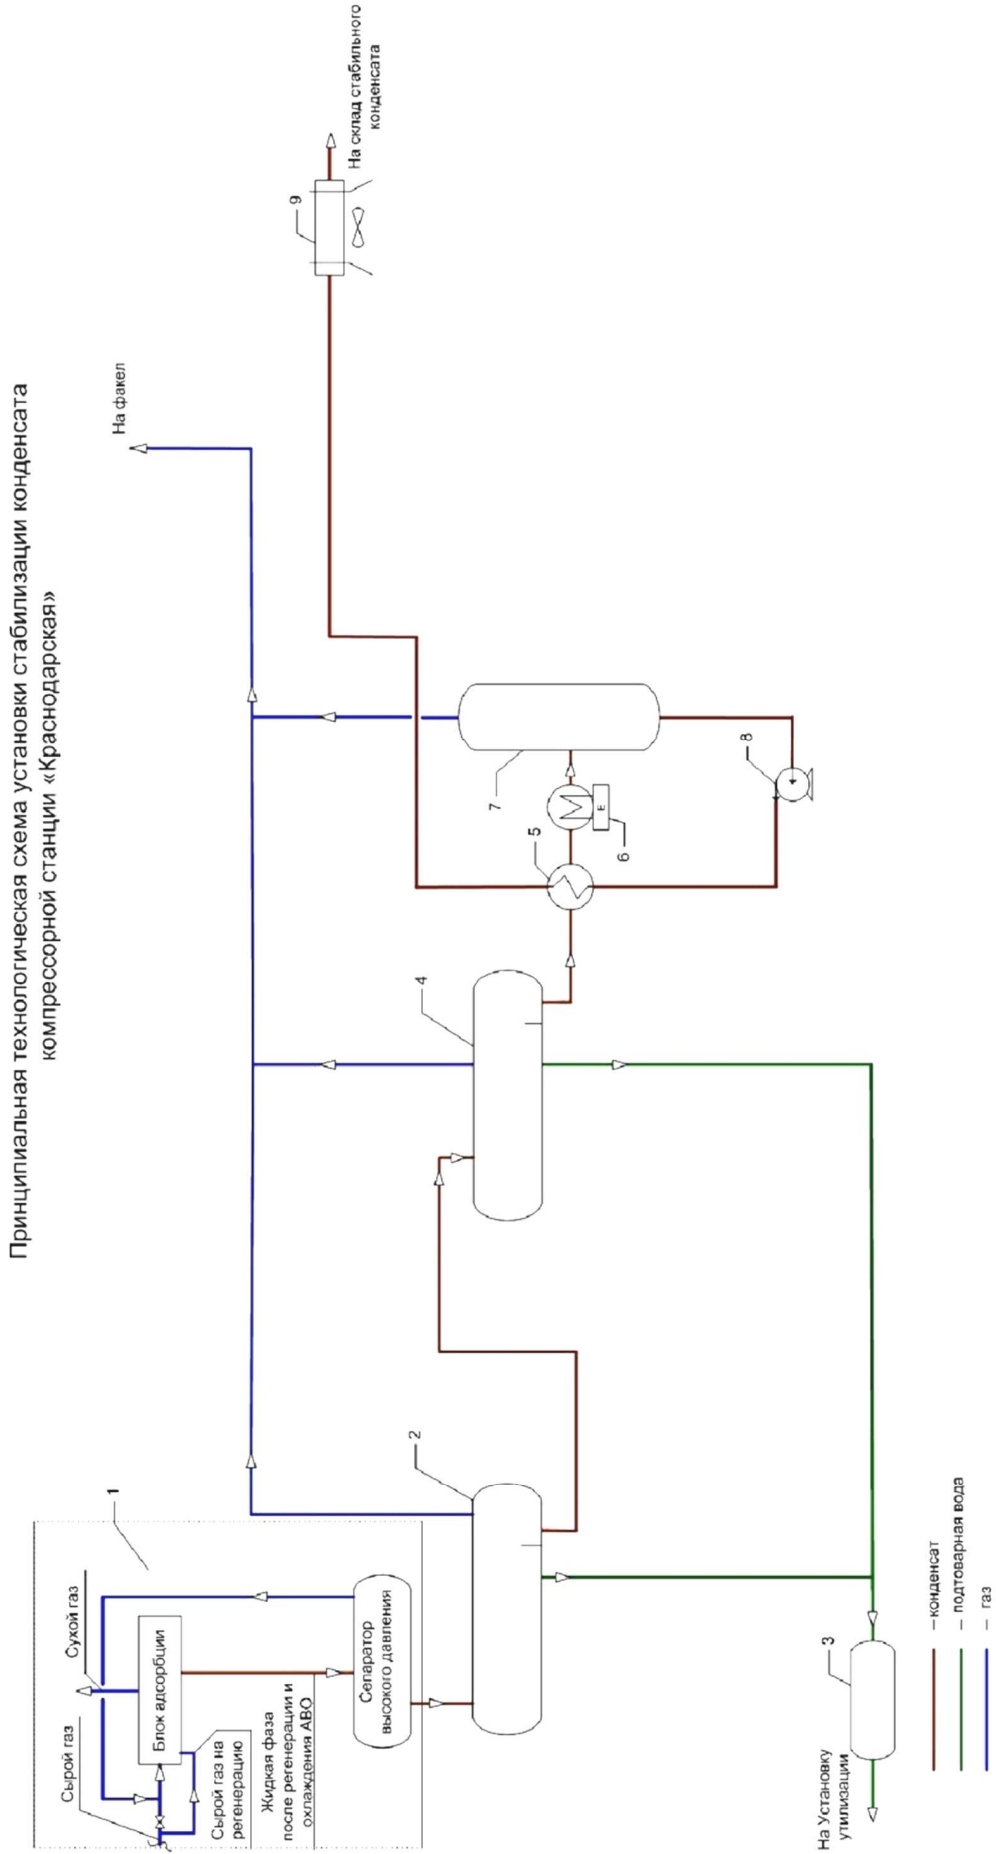 Принципиальная технологическая схема установки стабилизации конденсата
компрессорной станции «Краснодарская»
1
Сырой газ
Сухой газ
Блок адсорбции
Сырой газ на
регенерацию
Жидкая фаза
после регенерации и
охлаждения АВО
Сепаратор
высокого давления
2
4
5
6
E
7
8
9
На факел
На склад стабильного
конденсата
3
На Установку
утилизации
– конденсат
– подтоварная вода
– газ